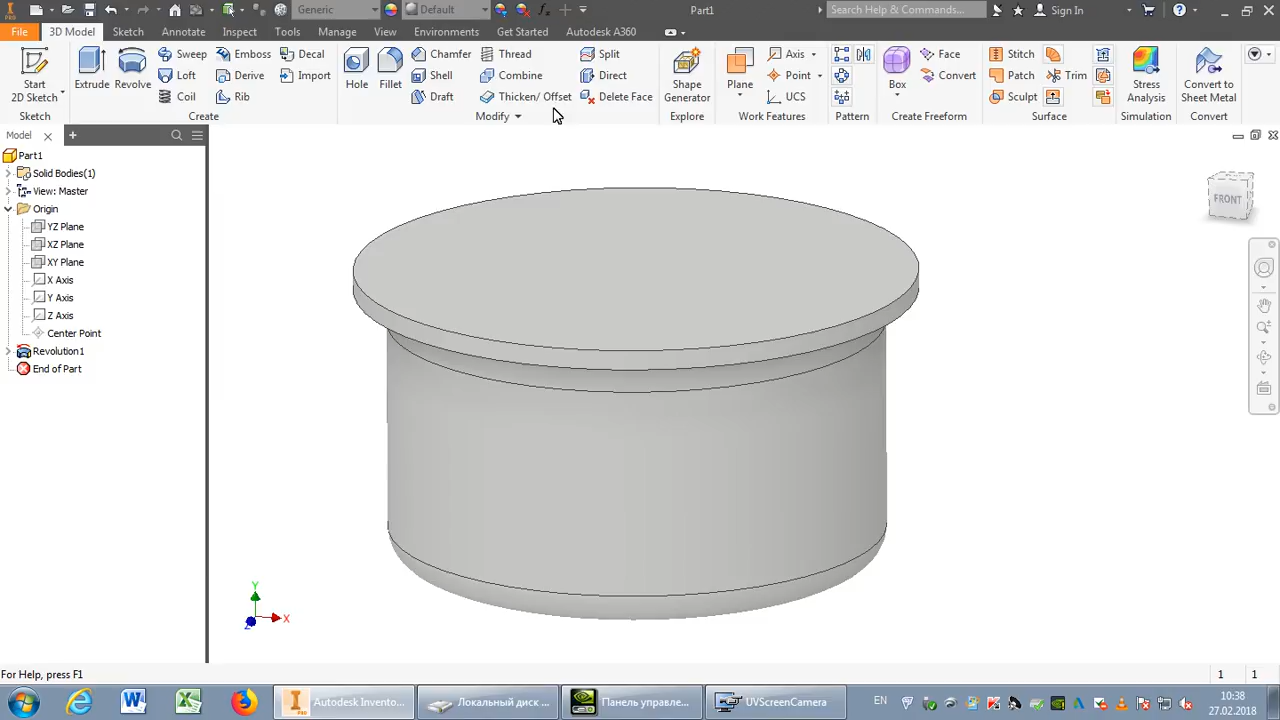 Generic
Default
Part1
Search Help & Commands...
Sign In
File
3D Model
Sketch
Annotate
Inspect
Tools
Manage
View
Environments
Get Started
Autodesk A360
Start
2D Sketch
Extrude
Revolve
Sweep
Loft
Coil
Emboss
Derive
Rib
Decal
Import
Hole
Fillet
Chamfer
Shell
Draft
Thread
Combine
Thicken/ Offset
Split
Direct
Delete Face
Shape
Generator
Plane
Axis
Point
UCS
Box
Face
Convert
Stitch
Patch
Sculpt
Trim
Stress
Analysis
Convert to
Sheet Metal
Sketch
Create
Modify
Explore
Work Features
Pattern
Create Freeform
Surface
Simulation
Convert
Model
Part1
Solid Bodies(1)
View: Master
Origin
YZ Plane
XZ Plane
XY Plane
X Axis
Y Axis
Z Axis
Center Point
Revolution1
End of Part
FRONT
Y
X
Z
For Help, press F1
1
1
Autodesk Invento...
Локальный диск ...
Панель управле...
UVScreenCamera
EN
10:38
27.02.2018